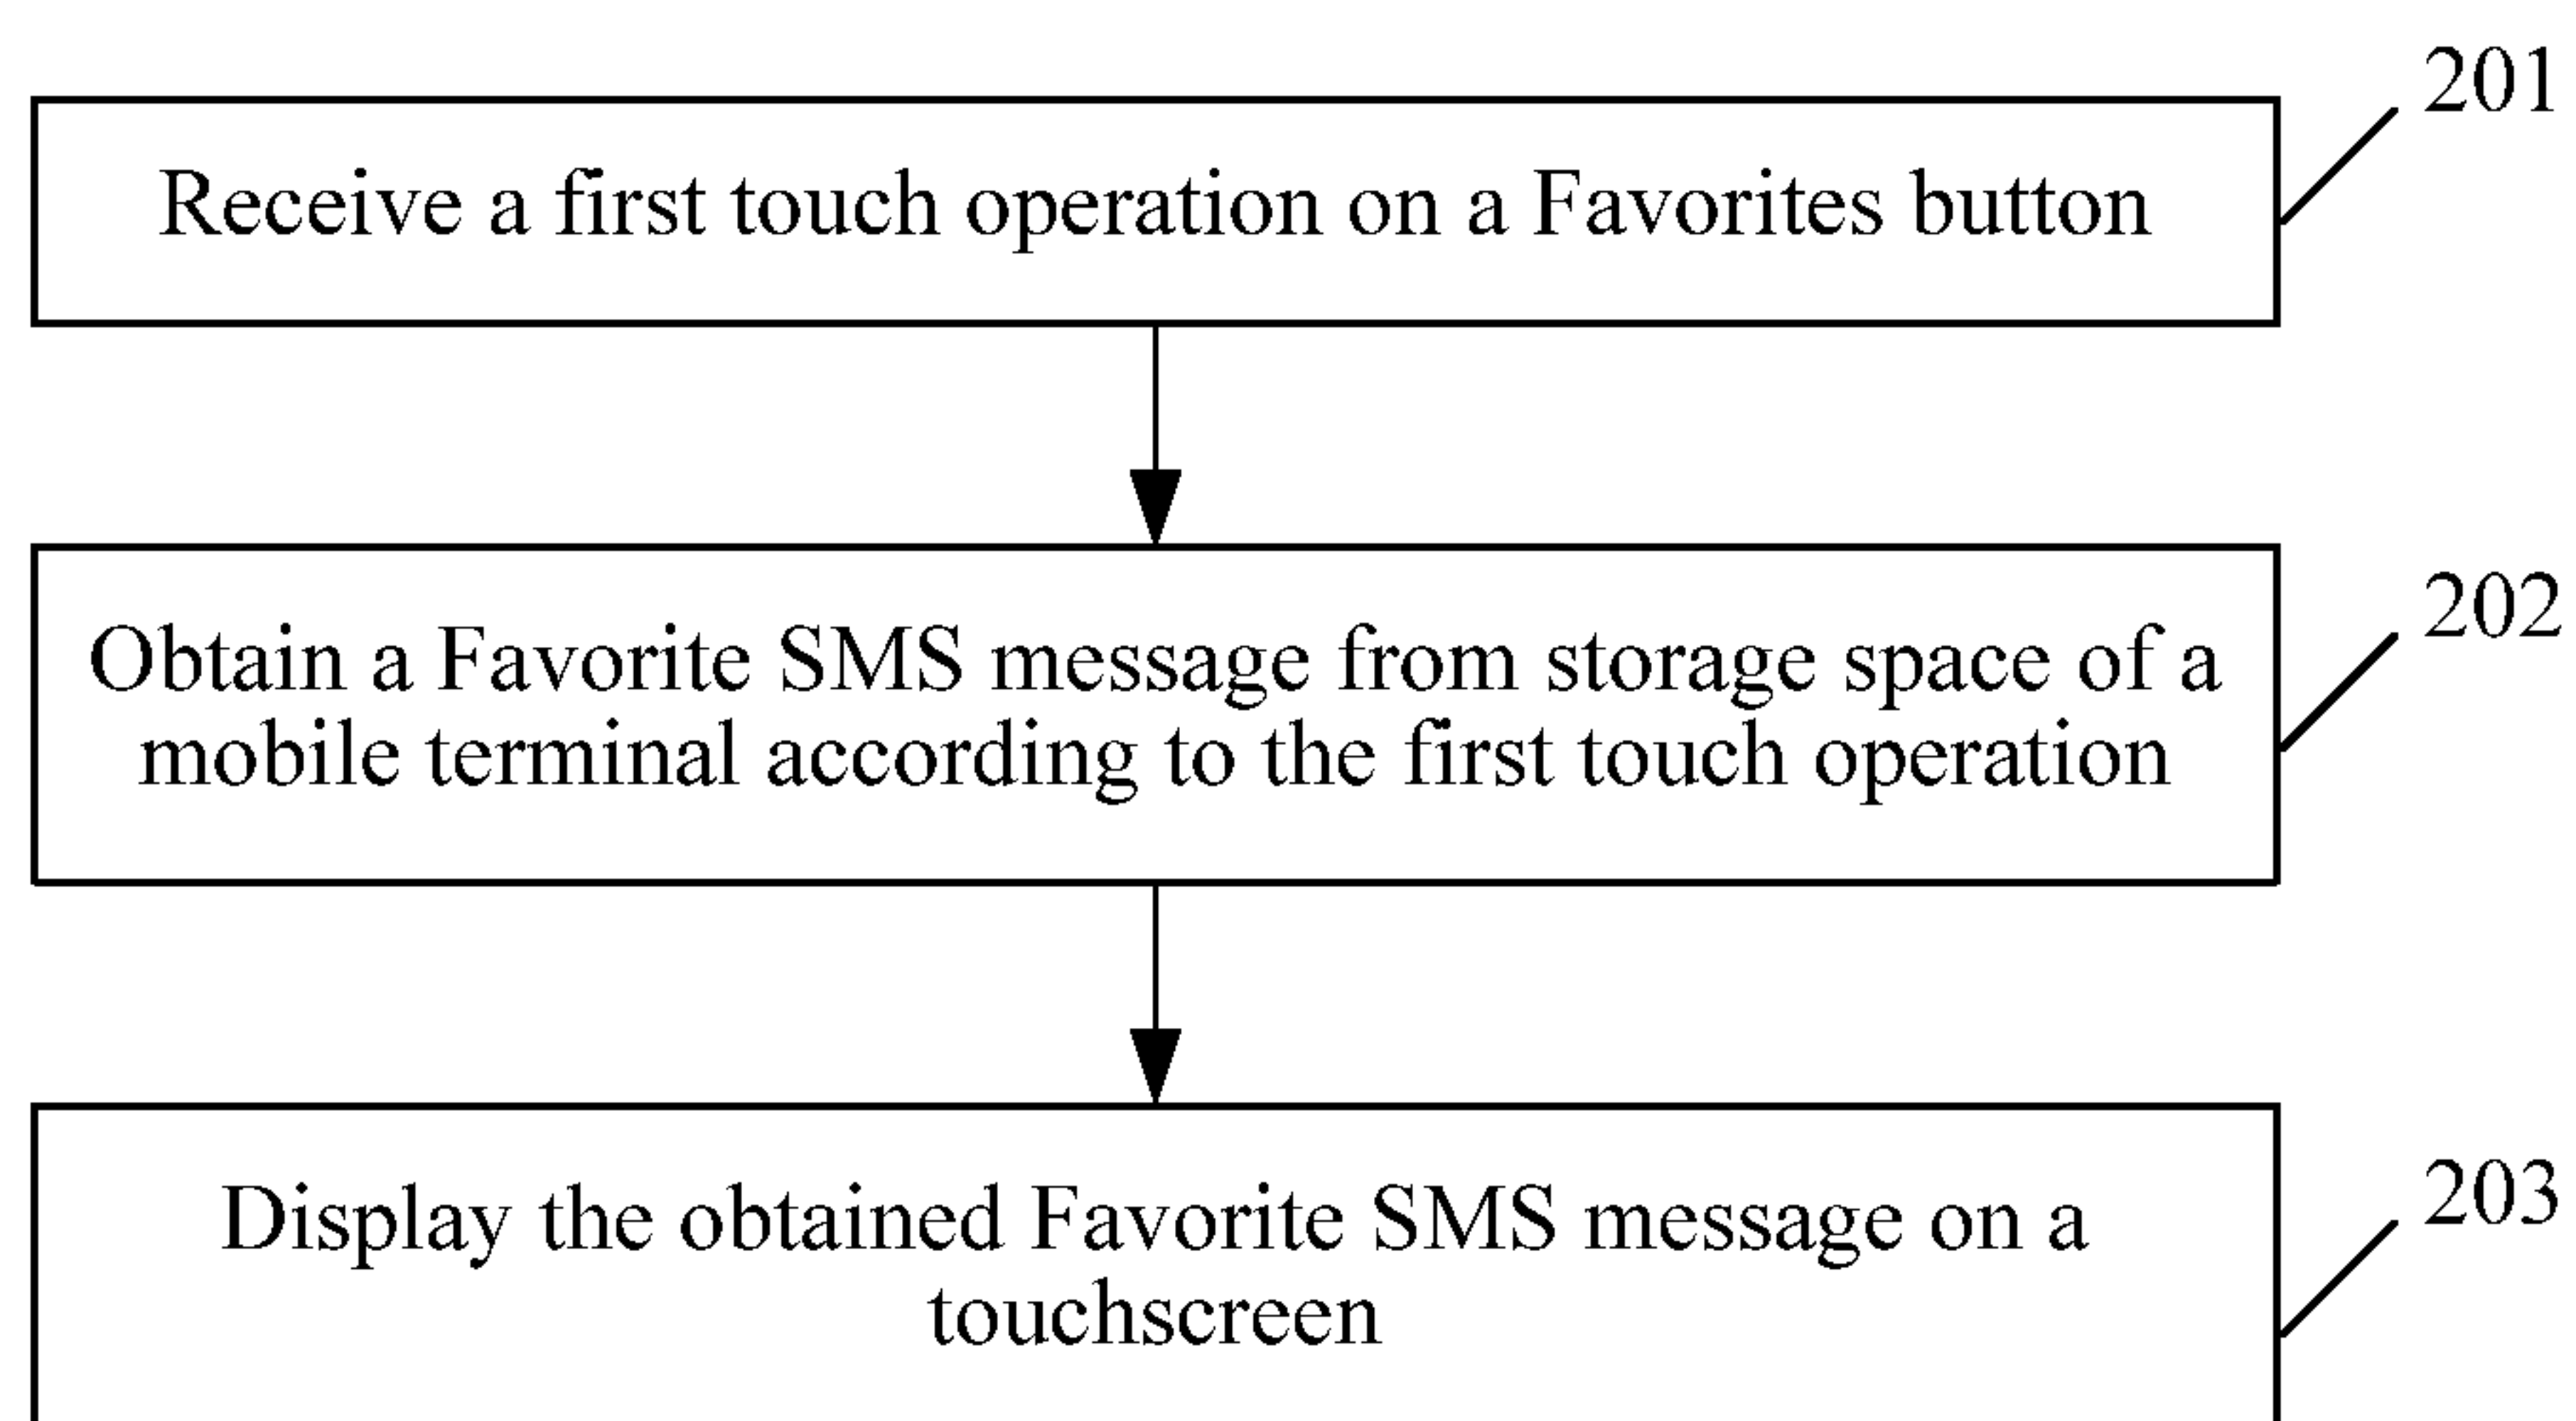 201
Receive a first touch operation on a Favorites button
202
Obtain a Favorite SMS message from storage space of a
mobile terminal according to the first touch operation
203
Display the obtained Favorite SMS message on a
touchscreen